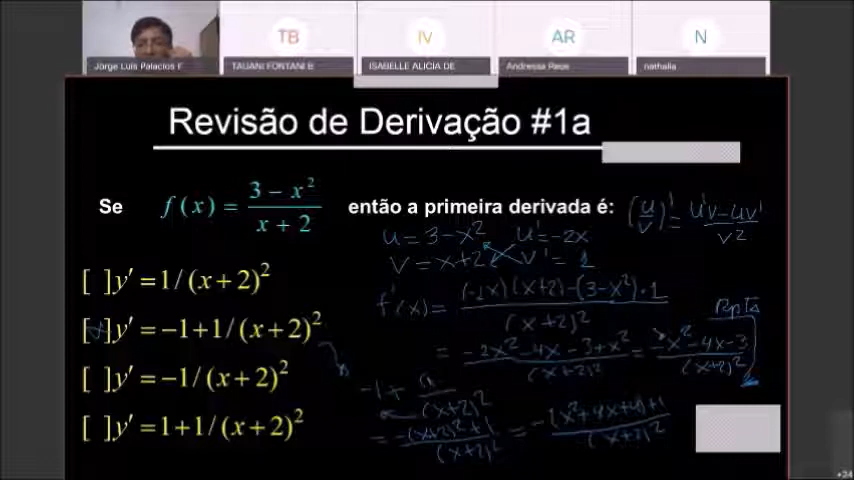 TB
IV
AR
N
Jorge Luis Palacios F
TAUANI FONTANI E
ISABELLE ALICIA DE
Andressa Reos
nathalia
Revisão de Derivação #1a
Se f(x) = (3 − x²)/(x + 2) então a primeira derivada é: (u/v)' = (u'v − uv')/v²
u = 3 − x² u' = −2x
v = x + 2 v' = 1
[ ] y' = 1/(x+2)²
f'(x) = ((−2x)(x+2) − (3 − x²)·1)/(x+2)²
Rpta
[x] y' = −1+1/(x+2)²
= (−2x² − 4x − 3 + x²)/(x+2)² = (−x² − 4x − 3)/(x+2)²
[ ] y' = −1/(x+2)²
−1 + /(x+2)²
[ ] y' = 1+1/(x+2)²
= (−(x+2)² + 1)/(x+2)² = (−(x² + 4x + 4) + 1)/(x+2)²
+24